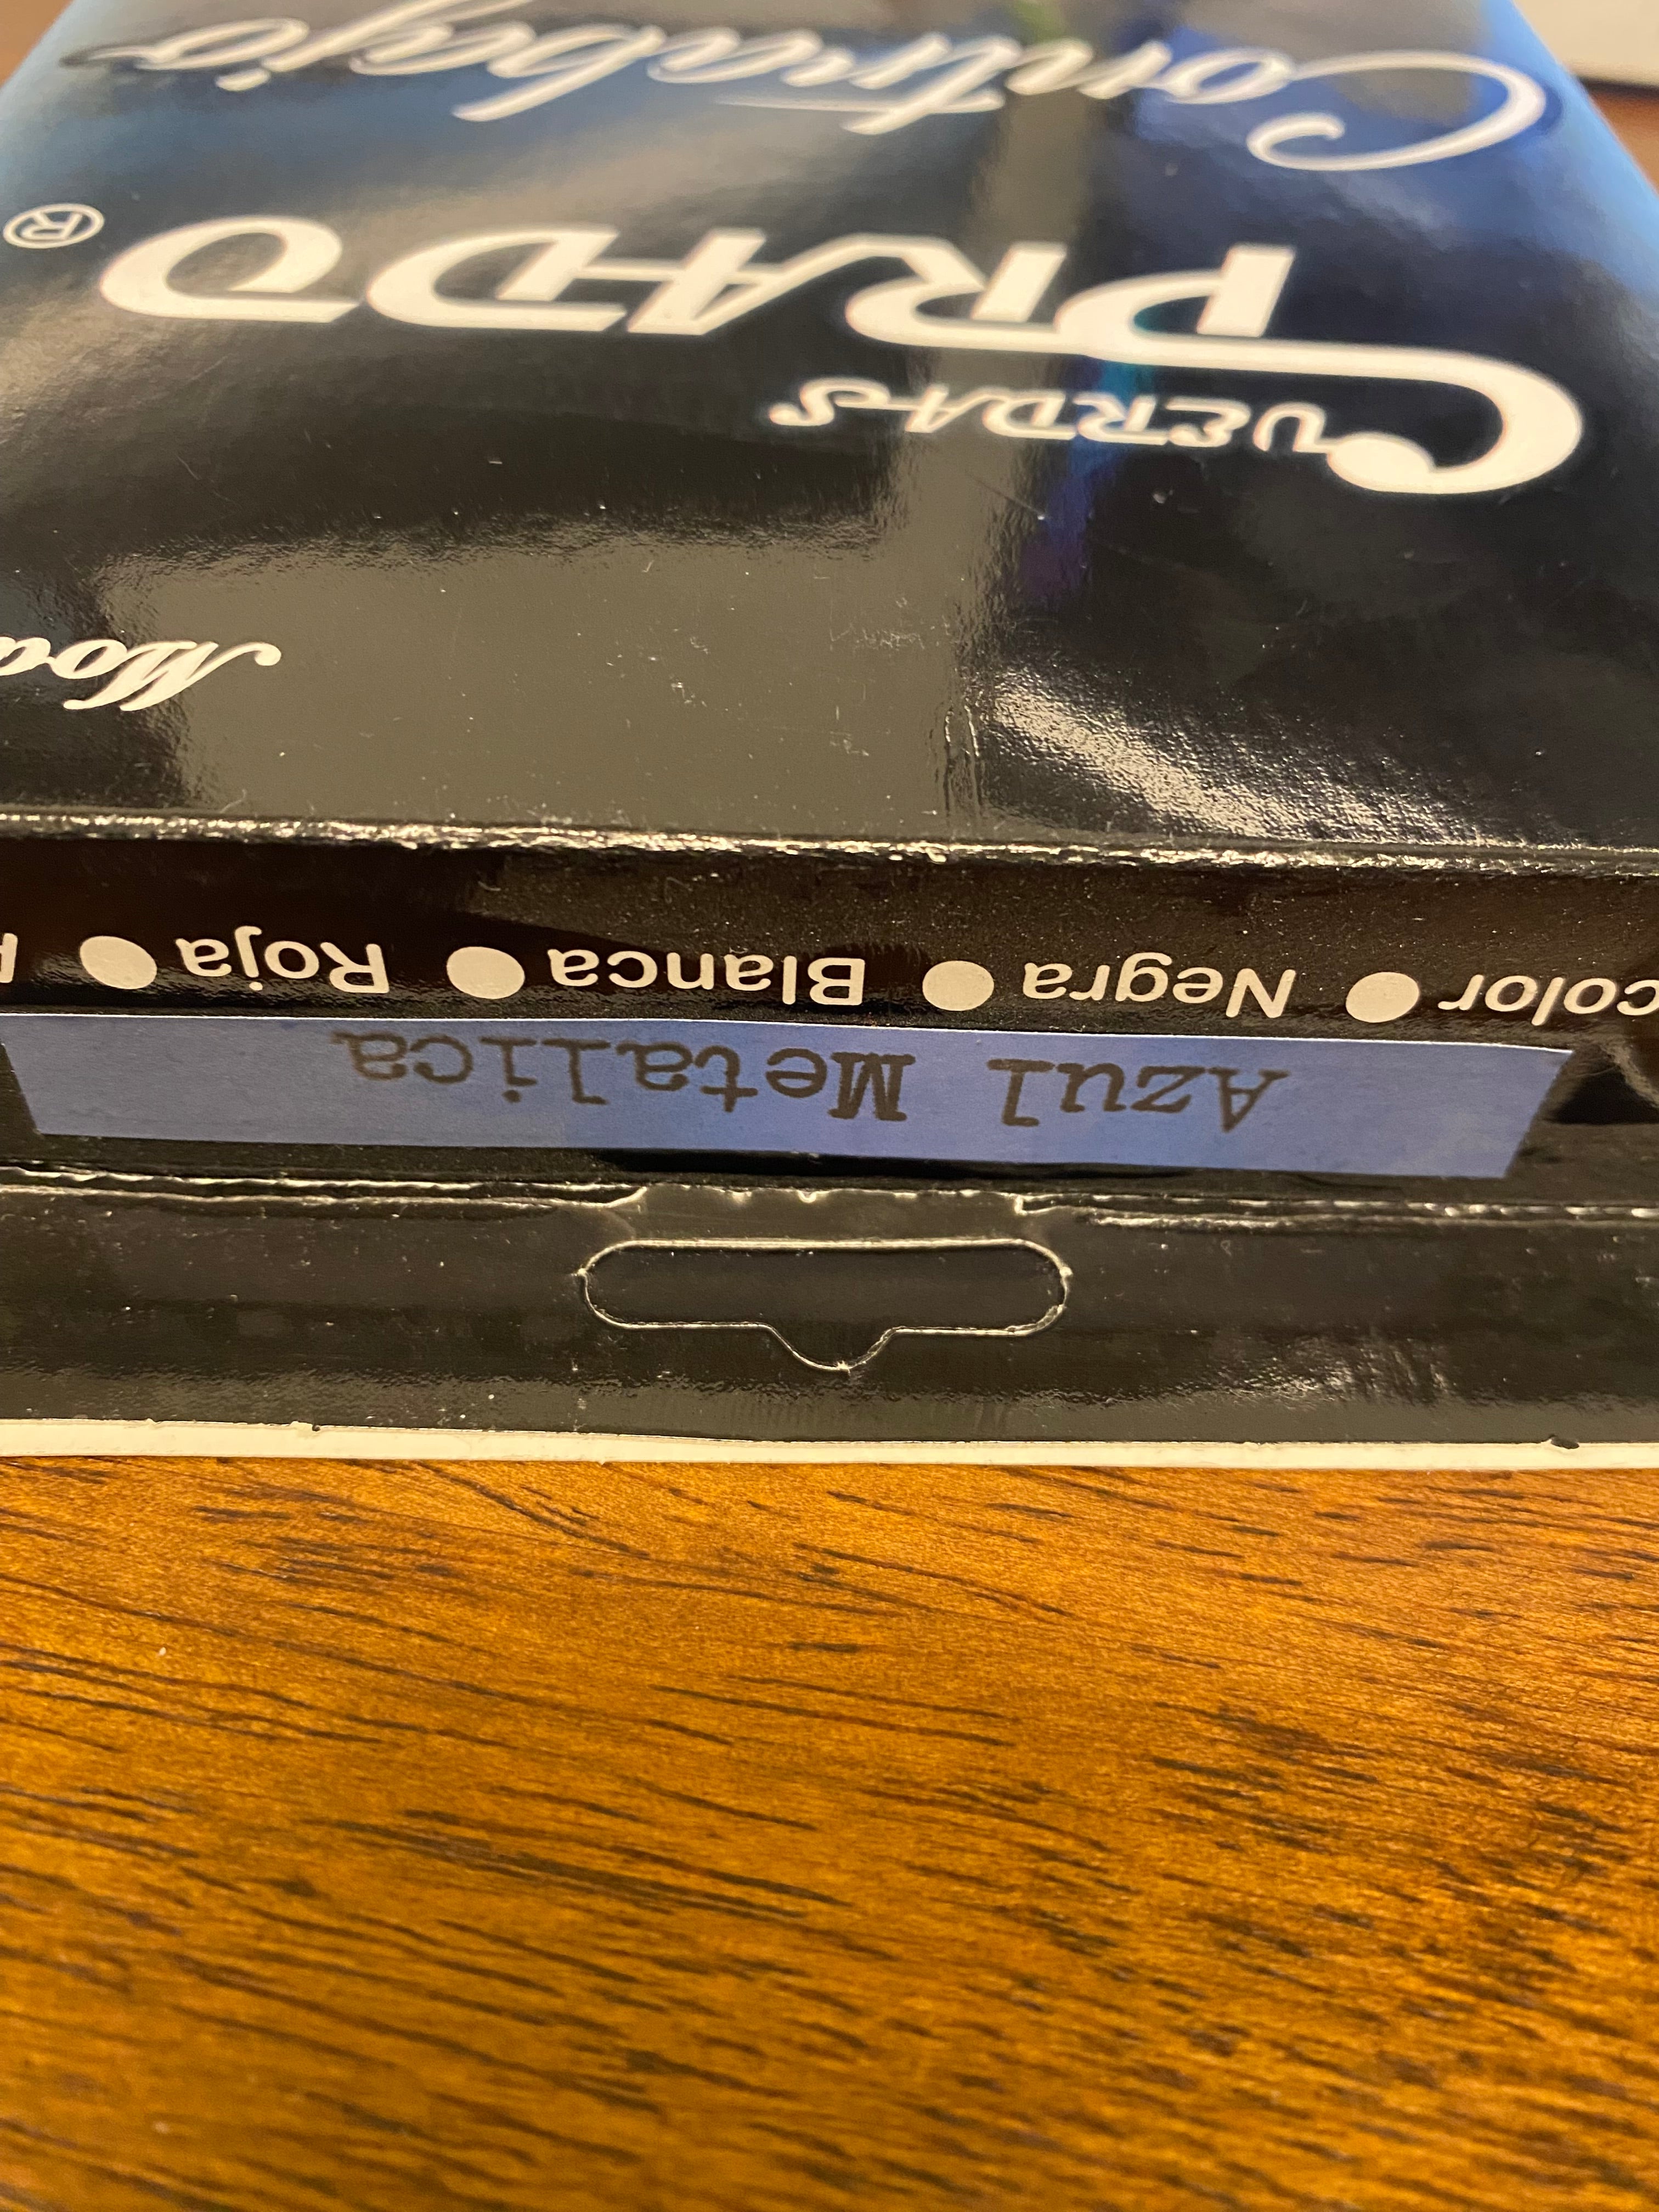 Azul Metalica
color ● Negra ● Blanca ● Roja ●
CUERDAS
PRADO ®
Contrabajo